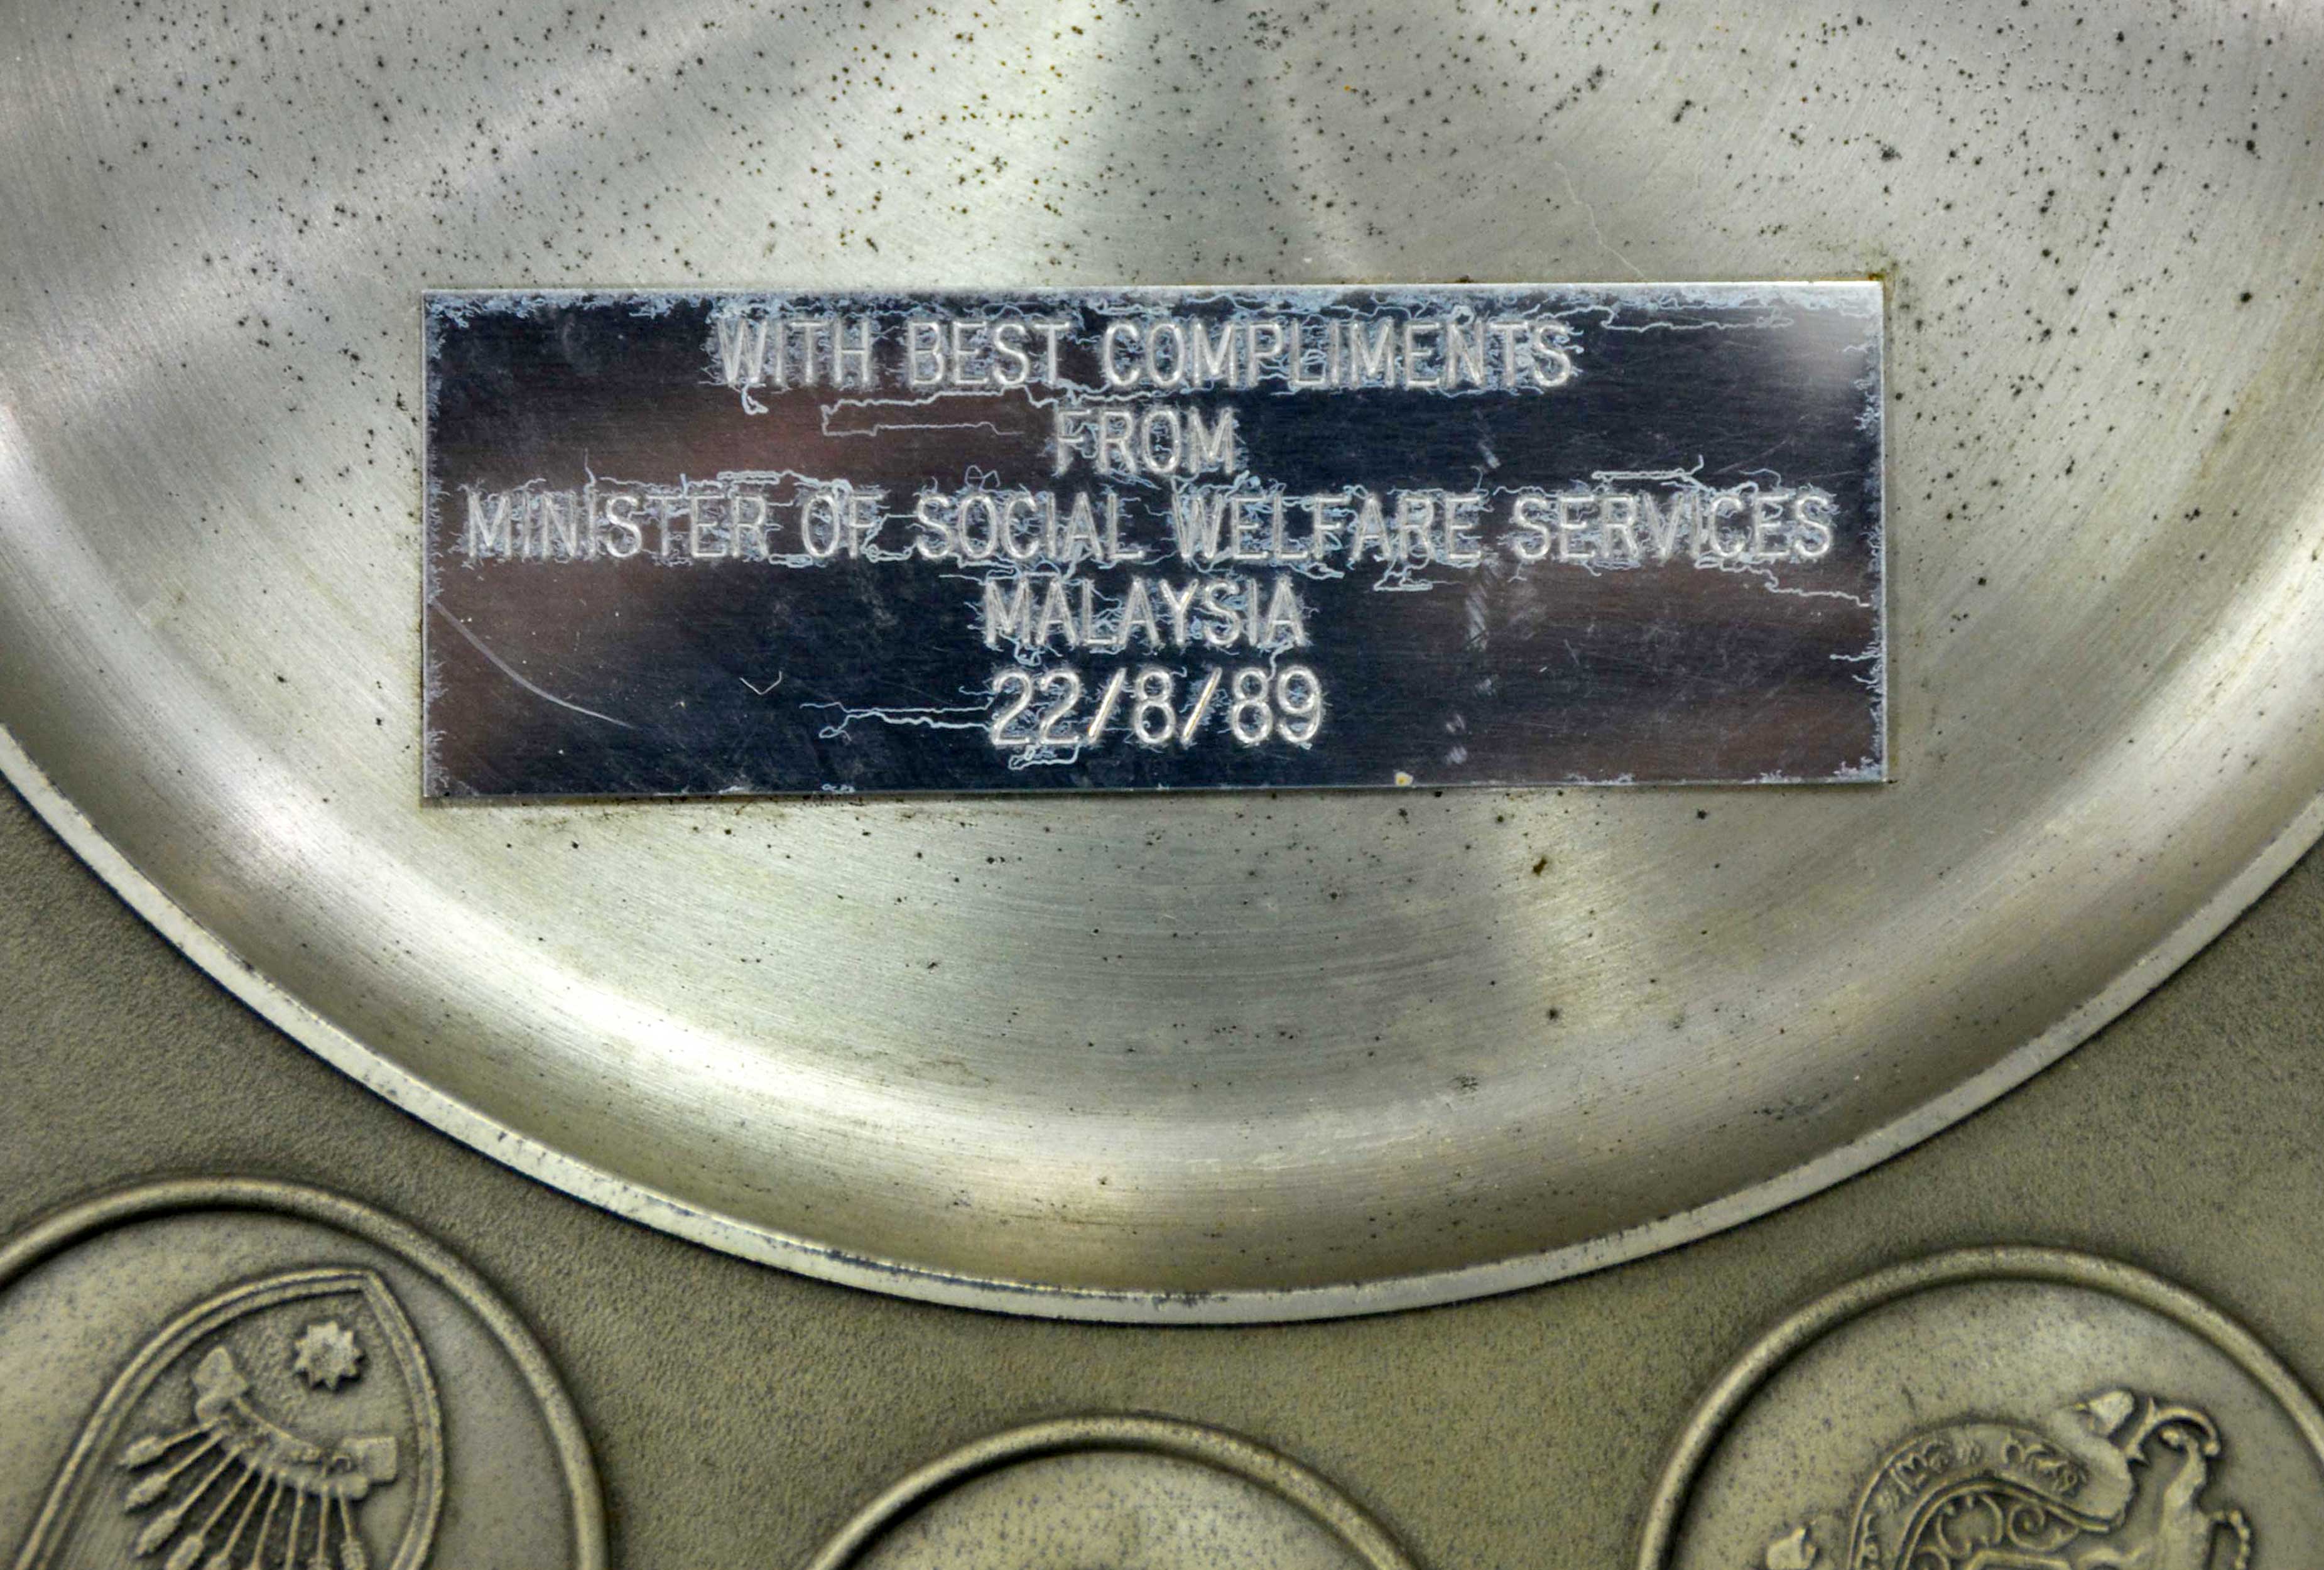 WITH BEST COMPLIMENTS
FROM
MINISTER OF SOCIAL WELFARE SERVICES
MALAYSIA
22/8/89